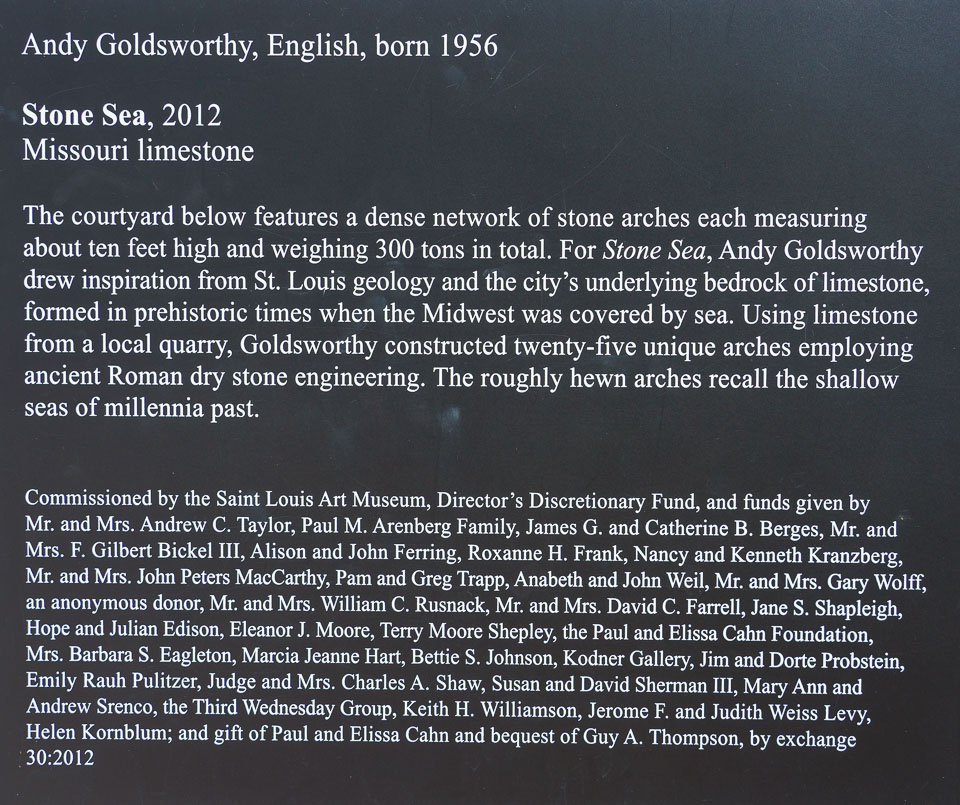 Andy Goldsworthy, English, born 1956
Stone Sea, 2012
Missouri limestone
The courtyard below features a dense network of stone arches each measuring
about ten feet high and weighing 300 tons in total. For Stone Sea, Andy Goldsworthy
drew inspiration from St. Louis geology and the city’s underlying bedrock of limestone,
formed in prehistoric times when the Midwest was covered by sea. Using limestone
from a local quarry, Goldsworthy constructed twenty-five unique arches employing
ancient Roman dry stone engineering. The roughly hewn arches recall the shallow
seas of millennia past.
Commissioned by the Saint Louis Art Museum, Director’s Discretionary Fund, and funds given by
Mr. and Mrs. Andrew C. Taylor, Paul M. Arenberg Family, James G. and Catherine B. Berges, Mr. and
Mrs. F. Gilbert Bickel III, Alison and John Ferring, Roxanne H. Frank, Nancy and Kenneth Kranzberg,
Mr. and Mrs. John Peters MacCarthy, Pam and Greg Trapp, Anabeth and John Weil, Mr. and Mrs. Gary Wolff,
an anonymous donor, Mr. and Mrs. William C. Rusnack, Mr. and Mrs. David C. Farrell, Jane S. Shapleigh,
Hope and Julian Edison, Eleanor J. Moore, Terry Moore Shepley, the Paul and Elissa Cahn Foundation,
Mrs. Barbara S. Eagleton, Marcia Jeanne Hart, Bettie S. Johnson, Kodner Gallery, Jim and Dorte Probstein,
Emily Rauh Pulitzer, Judge and Mrs. Charles A. Shaw, Susan and David Sherman III, Mary Ann and
Andrew Srenco, the Third Wednesday Group, Keith H. Williamson, Jerome F. and Judith Weiss Levy,
Helen Kornblum; and gift of Paul and Elissa Cahn and bequest of Guy A. Thompson, by exchange
30:2012